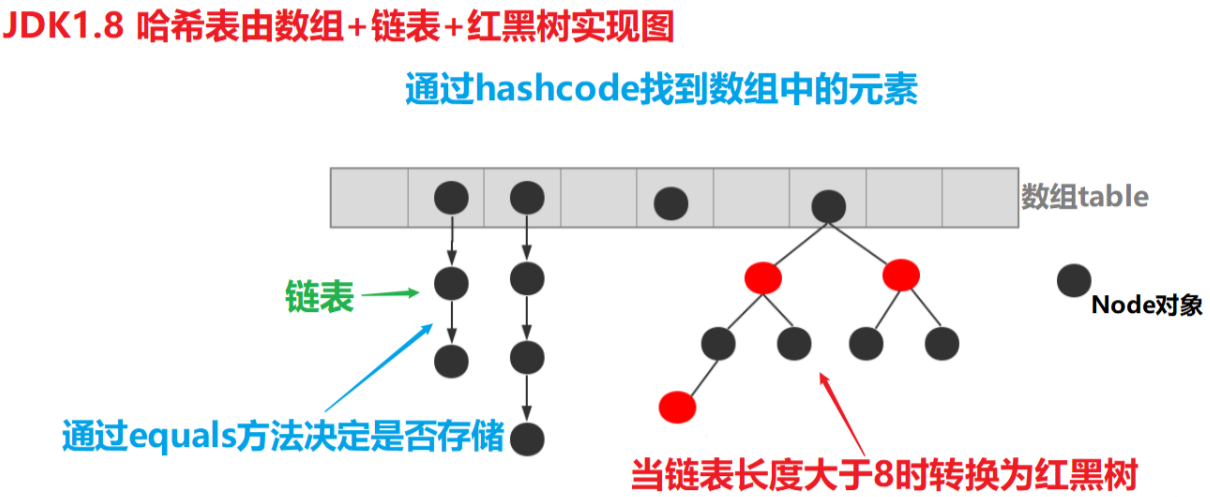 JDK1.8 哈希表由数组+链表+红黑树实现图
通过hashcode找到数组中的元素
数组table
链表
Node对象
通过equals方法决定是否存储
当链表长度大于8时转换为红黑树